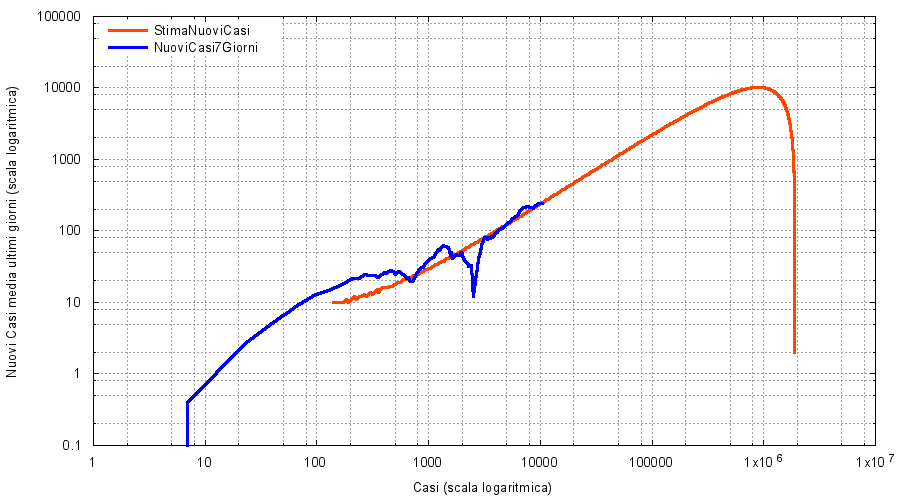 100000
StimaNuoviCasi
NuoviCasi7Giorni
10000
1000
100
10
1
0.1
Nuovi Casi media ultimi giorni (scala logaritmica)
1 10 100 1000 10000 100000 1x10^6 1x10^7
Casi (scala logaritmica)